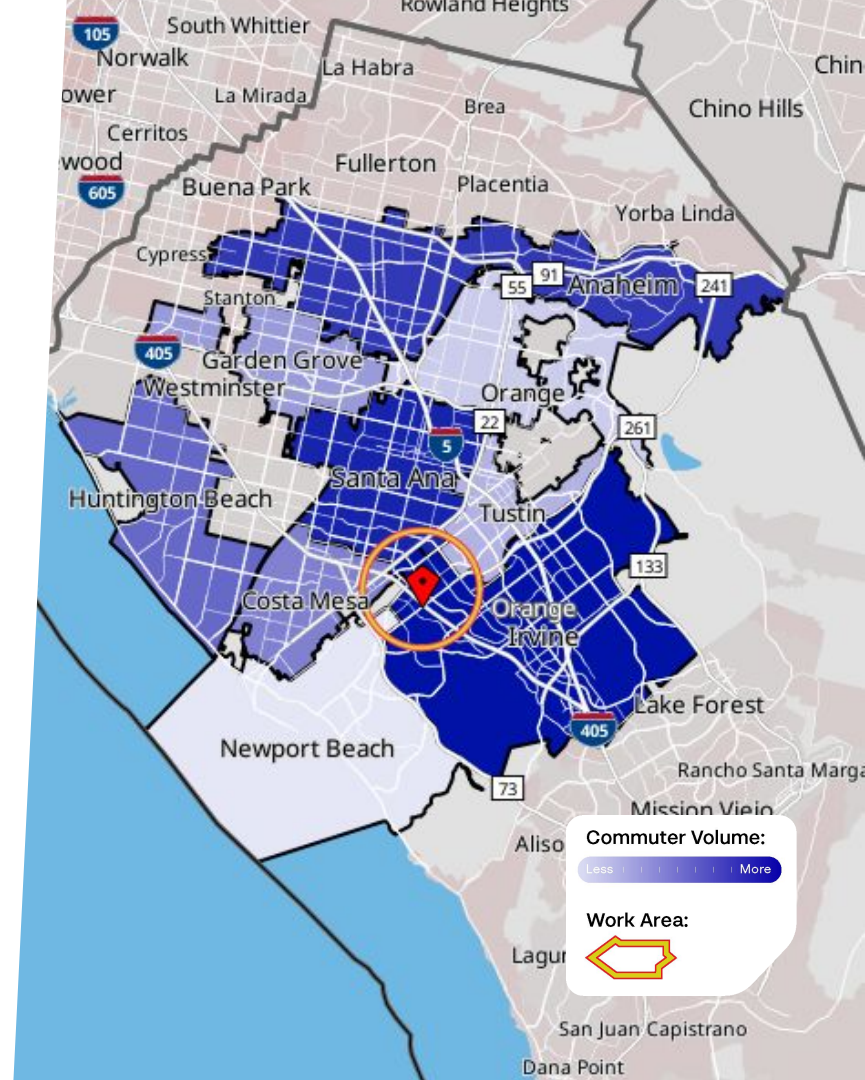 Rowland Heights
105
South Whittier
Norwalk
La Habra
Chin
ower
La Mirada
Brea
Chino Hills
Cerritos
wood
Fullerton
605
Buena Park
Placentia
Yorba Linda
Cypress
55
91
Anaheim
241
Stanton
405
Garden Grove
Westminster
Orange
22
261
5
Santa Ana
Huntington Beach
Tustin
133
Costa Mesa
Orange
Irvine
Lake Forest
405
Newport Beach
Rancho Santa Marga
73
Mission Viejo
Commuter Volume:
Aliso
Less
More
Work Area:
Lagun
San Juan Capistrano
Dana Point